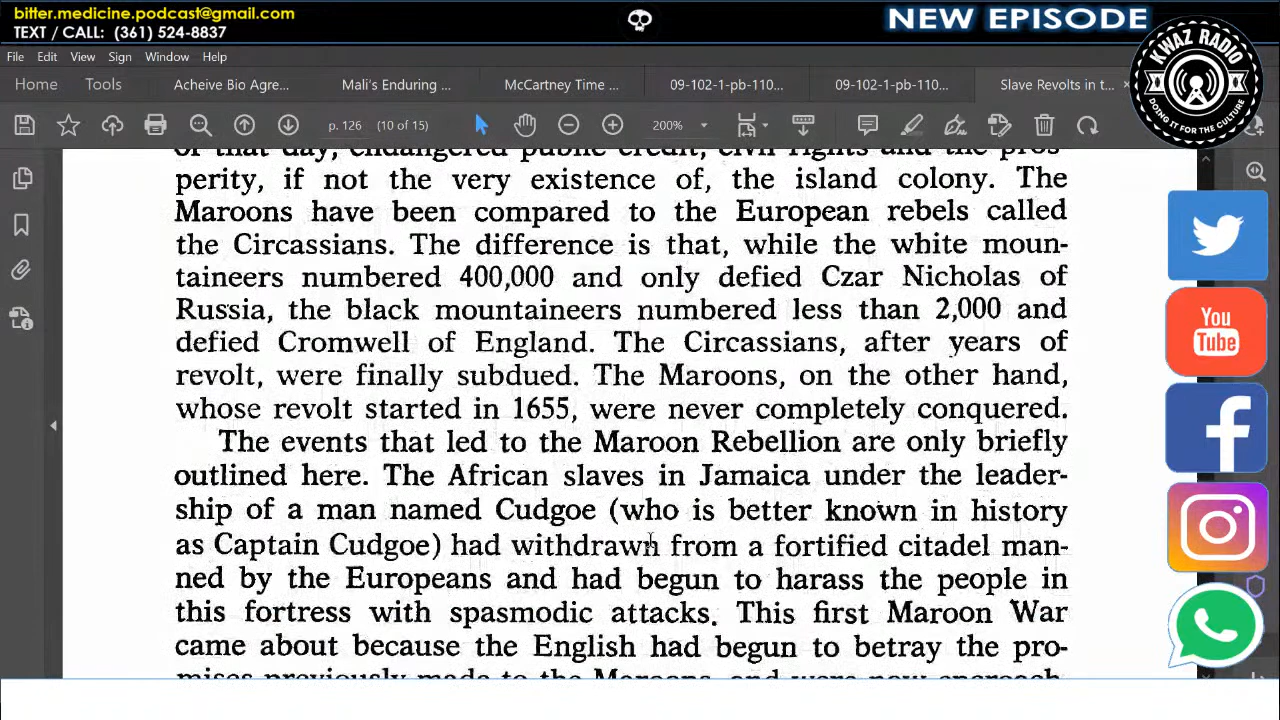 bitter.medicine.podcast@gmail.com
TEXT / CALL: (361) 524-8837
NEW EPISODE
KWAZ RADIO
DOING IT FOR THE CULTURE
File Edit View Sign Window Help
Home Tools Acheive Bio Agre... Mali's Enduring ... McCartney Time ... 09-102-1-pb-110... 09-102-1-pb-110... Slave Revolts in t...
p. 126 (10 of 15) 200%
of that day, endangered public credit, civil rights and the pros-
perity, if not the very existence of, the island colony. The
Maroons have been compared to the European rebels called
the Circassians. The difference is that, while the white moun-
taineers numbered 400,000 and only defied Czar Nicholas of
Russia, the black mountaineers numbered less than 2,000 and
defied Cromwell of England. The Circassians, after years of
revolt, were finally subdued. The Maroons, on the other hand,
whose revolt started in 1655, were never completely conquered.
The events that led to the Maroon Rebellion are only briefly
outlined here. The African slaves in Jamaica under the leader-
ship of a man named Cudgoe (who is better known in history
as Captain Cudgoe) had withdrawn from a fortified citadel man-
ned by the Europeans and had begun to harass the people in
this fortress with spasmodic attacks. This first Maroon War
came about because the English had begun to betray the pro-
mises previously made to the Maroons, and were now
You
Tube